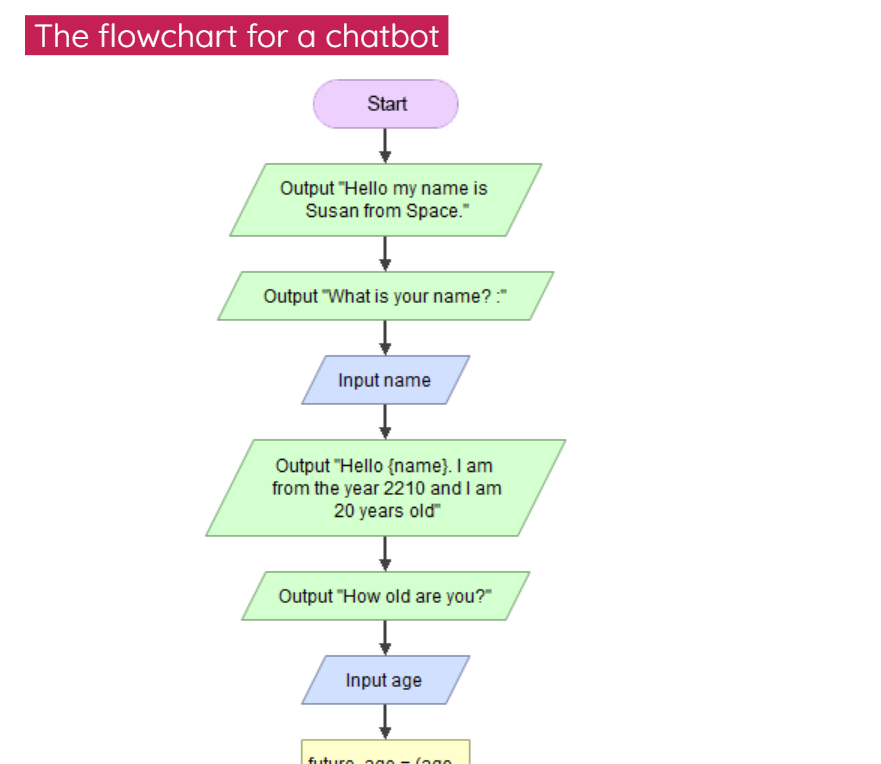 The flowchart for a chatbot
Start
Output "Hello my name is
Susan from Space."
Output "What is your name? :"
Input name
Output "Hello {name}. I am
from the year 2210 and I am
20 years old"
Output "How old are you?"
Input age
future_age = (age